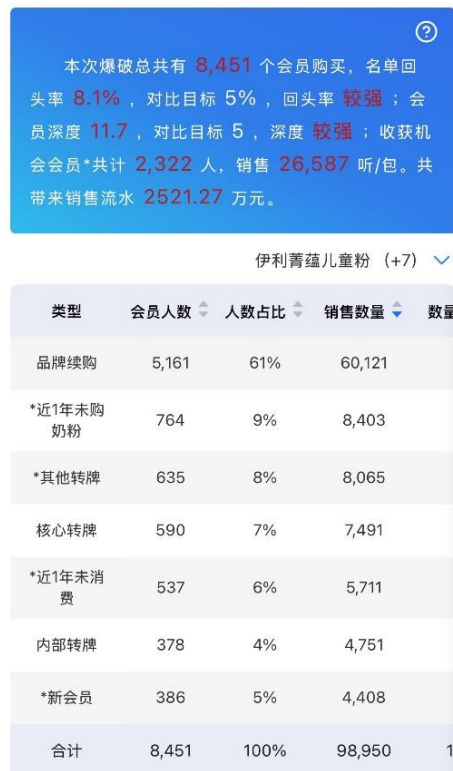 本次爆破总共有 8,451 个会员购买，名单回
头率 8.1% ，对比目标 5% ，回头率 较强 ；会
员深度 11.7 ，对比目标 5 ，深度 较强 ；收获机
会会员*共计 2,322 人，销售 26,587 听/包。共
带来销售流水 2521.27 万元。
伊利菁蕴儿童粉 （+7）
类型 会员人数 人数占比 销售数量 数量
品牌续购 5,161 61% 60,121
*近1年未购
奶粉 764 9% 8,403
*其他转牌 635 8% 8,065
核心转牌 590 7% 7,491
*近1年未消
费 537 6% 5,711
内部转牌 378 4% 4,751
*新会员 386 5% 4,408
合计 8,451 100% 98,950 1